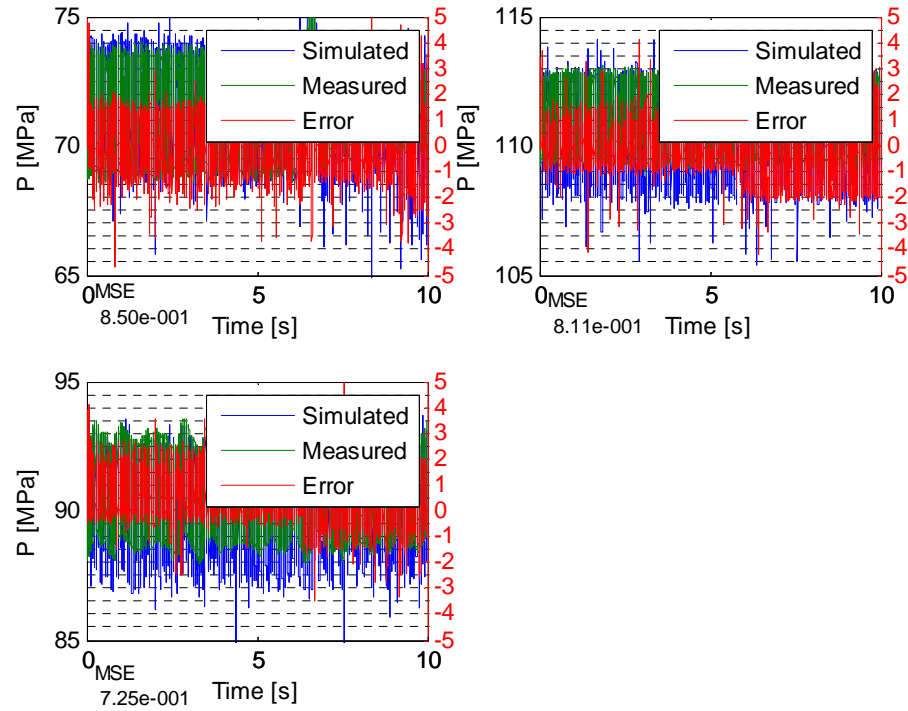 75
70
65
P [MPa]
5
4
3
2
1
0
-1
-2
-3
-4
-5
Simulated
Measured
Error
0
5
10
MSE
8.50e-001
Time [s]
115
110
105
P [MPa]
5
4
3
2
1
0
-1
-2
-3
-4
-5
Simulated
Measured
Error
0
5
10
MSE
8.11e-001
Time [s]
95
90
85
P [MPa]
5
4
3
2
1
0
-1
-2
-3
-4
-5
Simulated
Measured
Error
0
5
10
MSE
7.25e-001
Time [s]